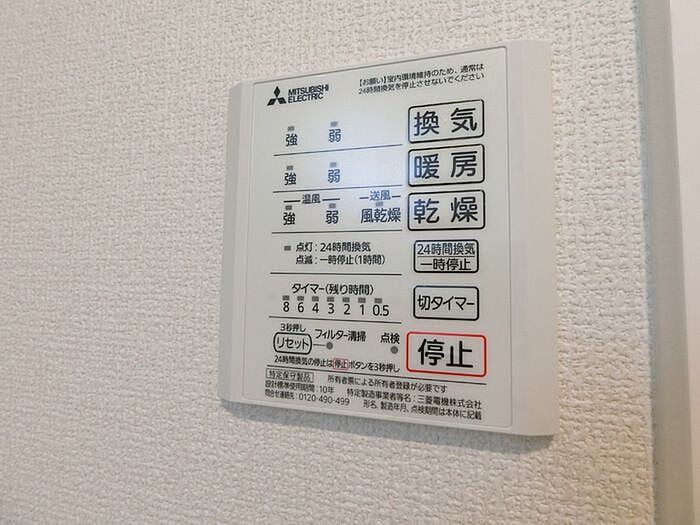 MITSUBISHI
ELECTRIC
【お願い】室内環境維持のため、通常は
24時間換気を停止させないでください
強 弱 換気
強 弱 暖房
温風 送風
強 弱 風乾燥 乾燥
点灯:24時間換気
点滅:一時停止(1時間)
24時間換気
一時停止
タイマー(残り時間)
8 6 4 3 2 1 0.5
切タイマー
3秒押し
リセット フィルター清掃 点検
停止
24時間換気の停止は停止ボタンを3秒押し
特定保守製品 所有者票による所有者登録が必要です
設計標準使用期間:10年 特定製造事業者等名:三菱電機株式会社
問合せ連絡先:0120-490-499 形名、製造年月、点検期間は本体に記載